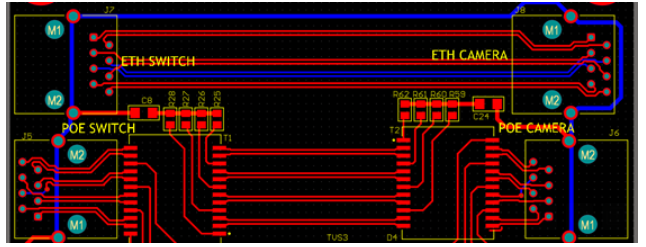 J7
J8
M1
M1
ETH SWITCH
ETH CAMERA
M2
M2
C8
R28
R27
R26
R25
R62
R61
R60
R59
C24
POE SWITCH
POE CAMERA
J5
T1
T2
J6
M2
M2
M1
M1
TVS3
D4